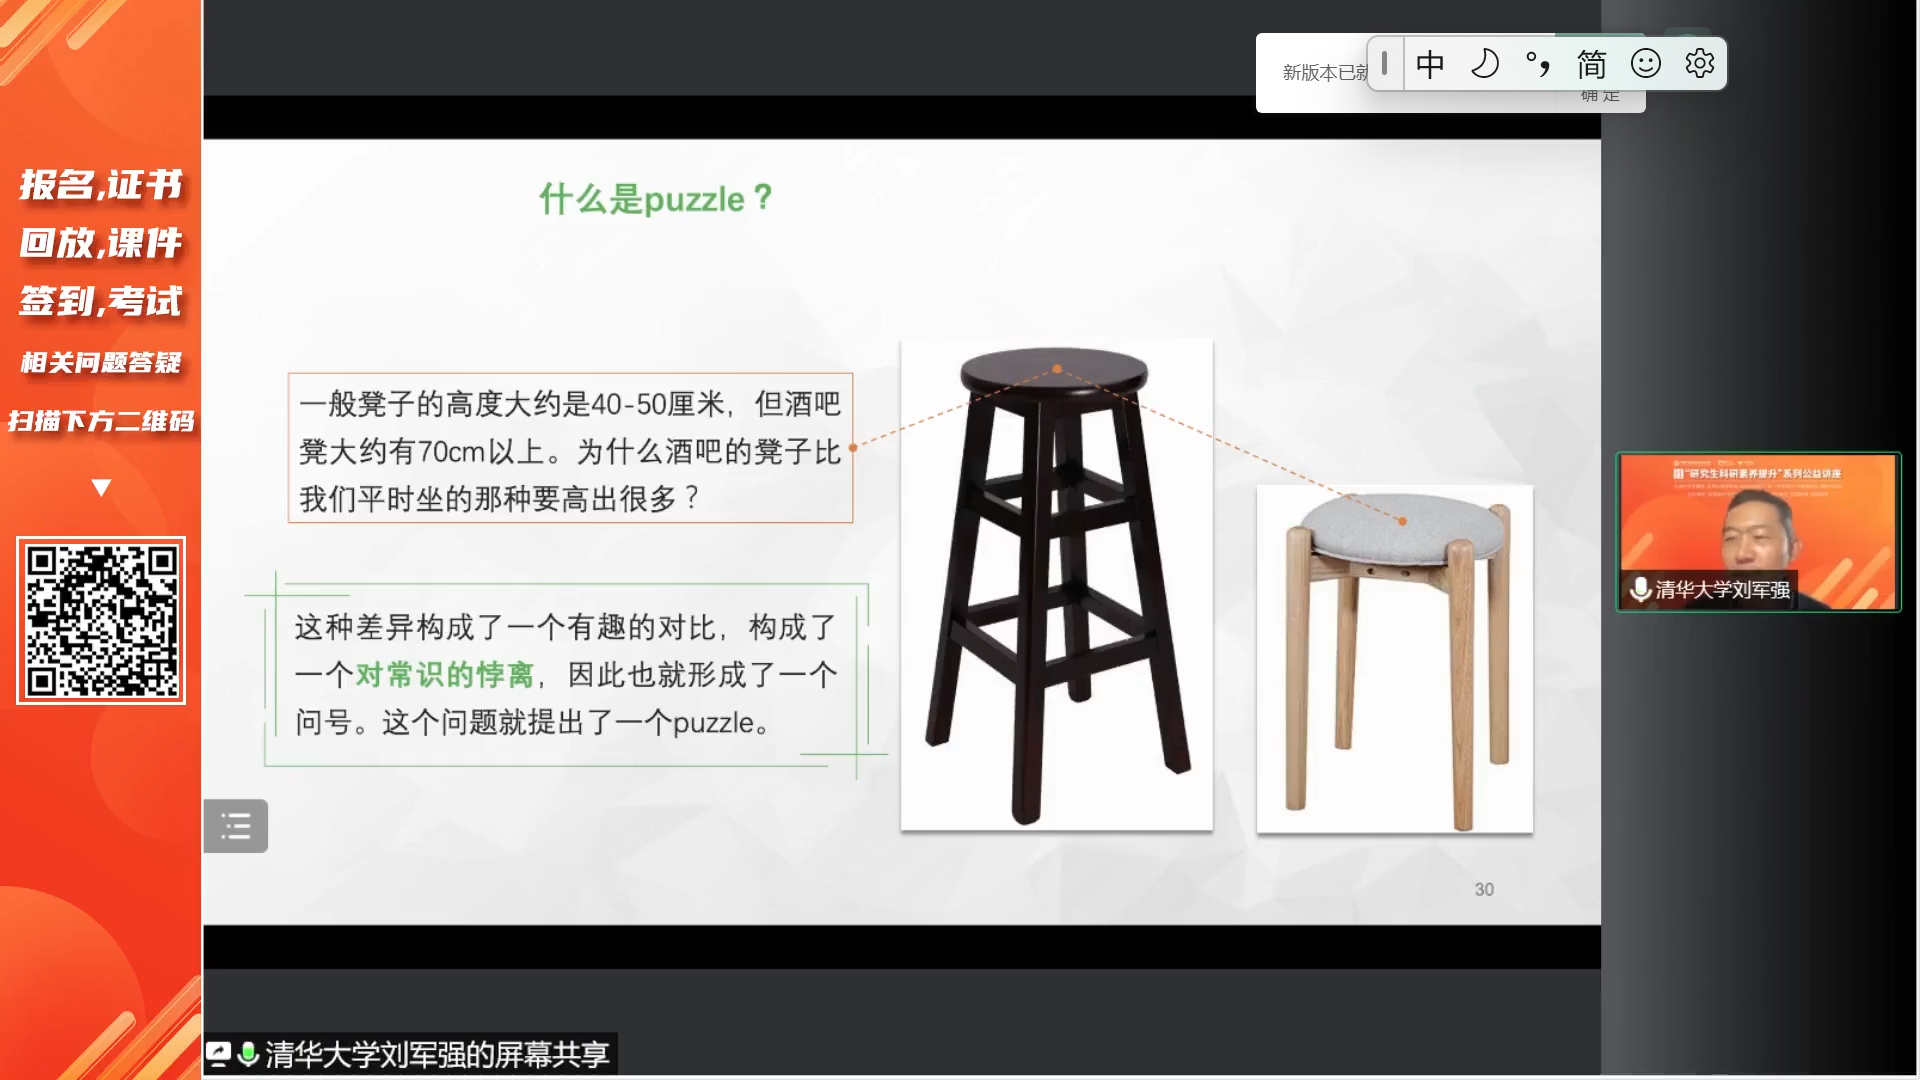 报名,证书
回放,课件
签到,考试
相关问题答疑
扫描下方二维码
新版本已就
中 简
确定
什么是puzzle？
一般凳子的高度大约是40-50厘米，但酒吧
凳大约有70cm以上。为什么酒吧的凳子比
我们平时坐的那种要高出很多？
这种差异构成了一个有趣的对比，构成了
一个对常识的悖离，因此也就形成了一个
问号。这个问题就提出了一个puzzle。
30
“研究生科研素养提升”系列公益讲座
清华大学刘军强
清华大学刘军强的屏幕共享